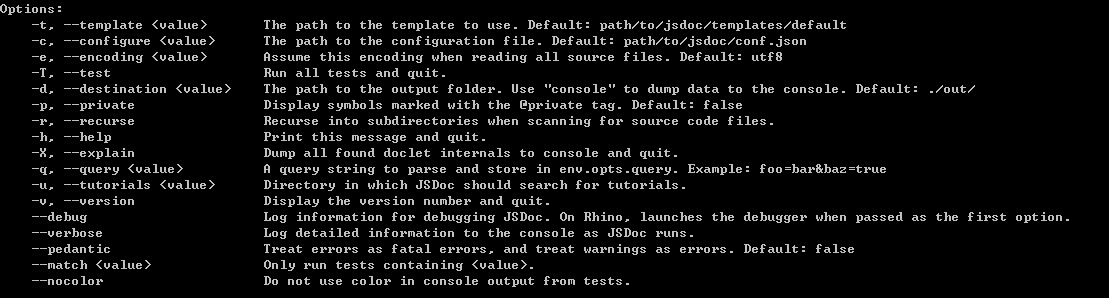 Options:
-t, --template <value> The path to the template to use. Default: path/to/jsdoc/templates/default
-c, --configure <value> The path to the configuration file. Default: path/to/jsdoc/conf.json
-e, --encoding <value> Assume this encoding when reading all source files. Default: utf8
-T, --test Run all tests and quit.
-d, --destination <value> The path to the output folder. Use "console" to dump data to the console. Default: ./out/
-p, --private Display symbols marked with the @private tag. Default: false
-r, --recurse Recurse into subdirectories when scanning for source code files.
-h, --help Print this message and quit.
-X, --explain Dump all found doclet internals to console and quit.
-q, --query <value> A query string to parse and store in env.opts.query. Example: foo=bar&baz=true
-u, --tutorials <value> Directory in which JSDoc should search for tutorials.
-v, --version Display the version number and quit.
--debug Log information for debugging JSDoc. On Rhino, launches the debugger when passed as the first option.
--verbose Log detailed information to the console as JSDoc runs.
--pedantic Treat errors as fatal errors, and treat warnings as errors. Default: false
--match <value> Only run tests containing <value>.
--nocolor Do not use color in console output from tests.